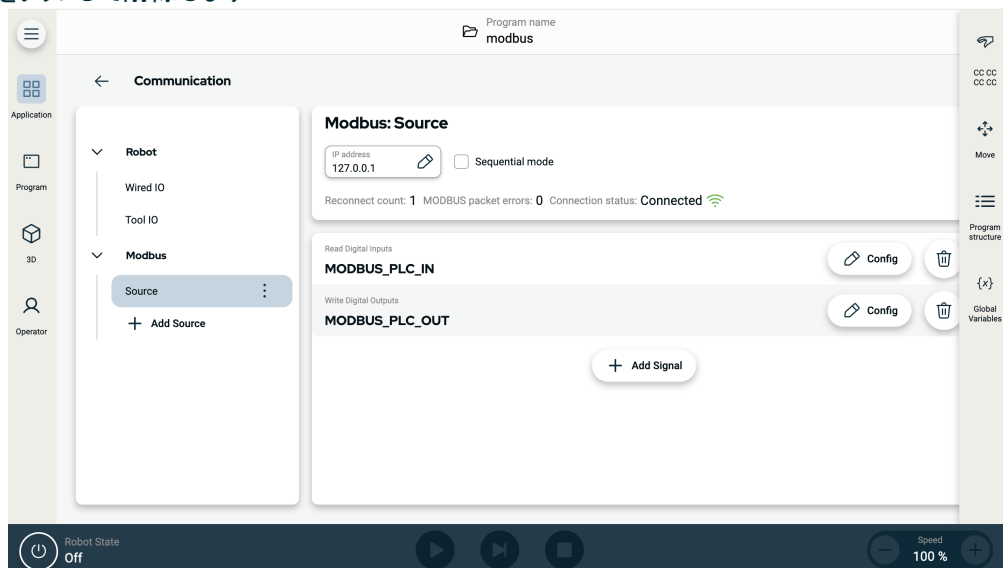 Program name
modbus
Communication
Application
CC CC
CC CC
Move
Program
Program
structure
3D
{x}
Global
Variables
Operator
Robot
Wired IO
Tool IO
Modbus
Source
Add Source
Modbus: Source
IP address
127.0.0.1
Sequential mode
Reconnect count: 1 MODBUS packet errors: 0 Connection status: Connected
Read Digital Inputs
MODBUS_PLC_IN
Config
Write Digital Outputs
MODBUS_PLC_OUT
Config
Add Signal
Robot State
Off
Speed
100 %